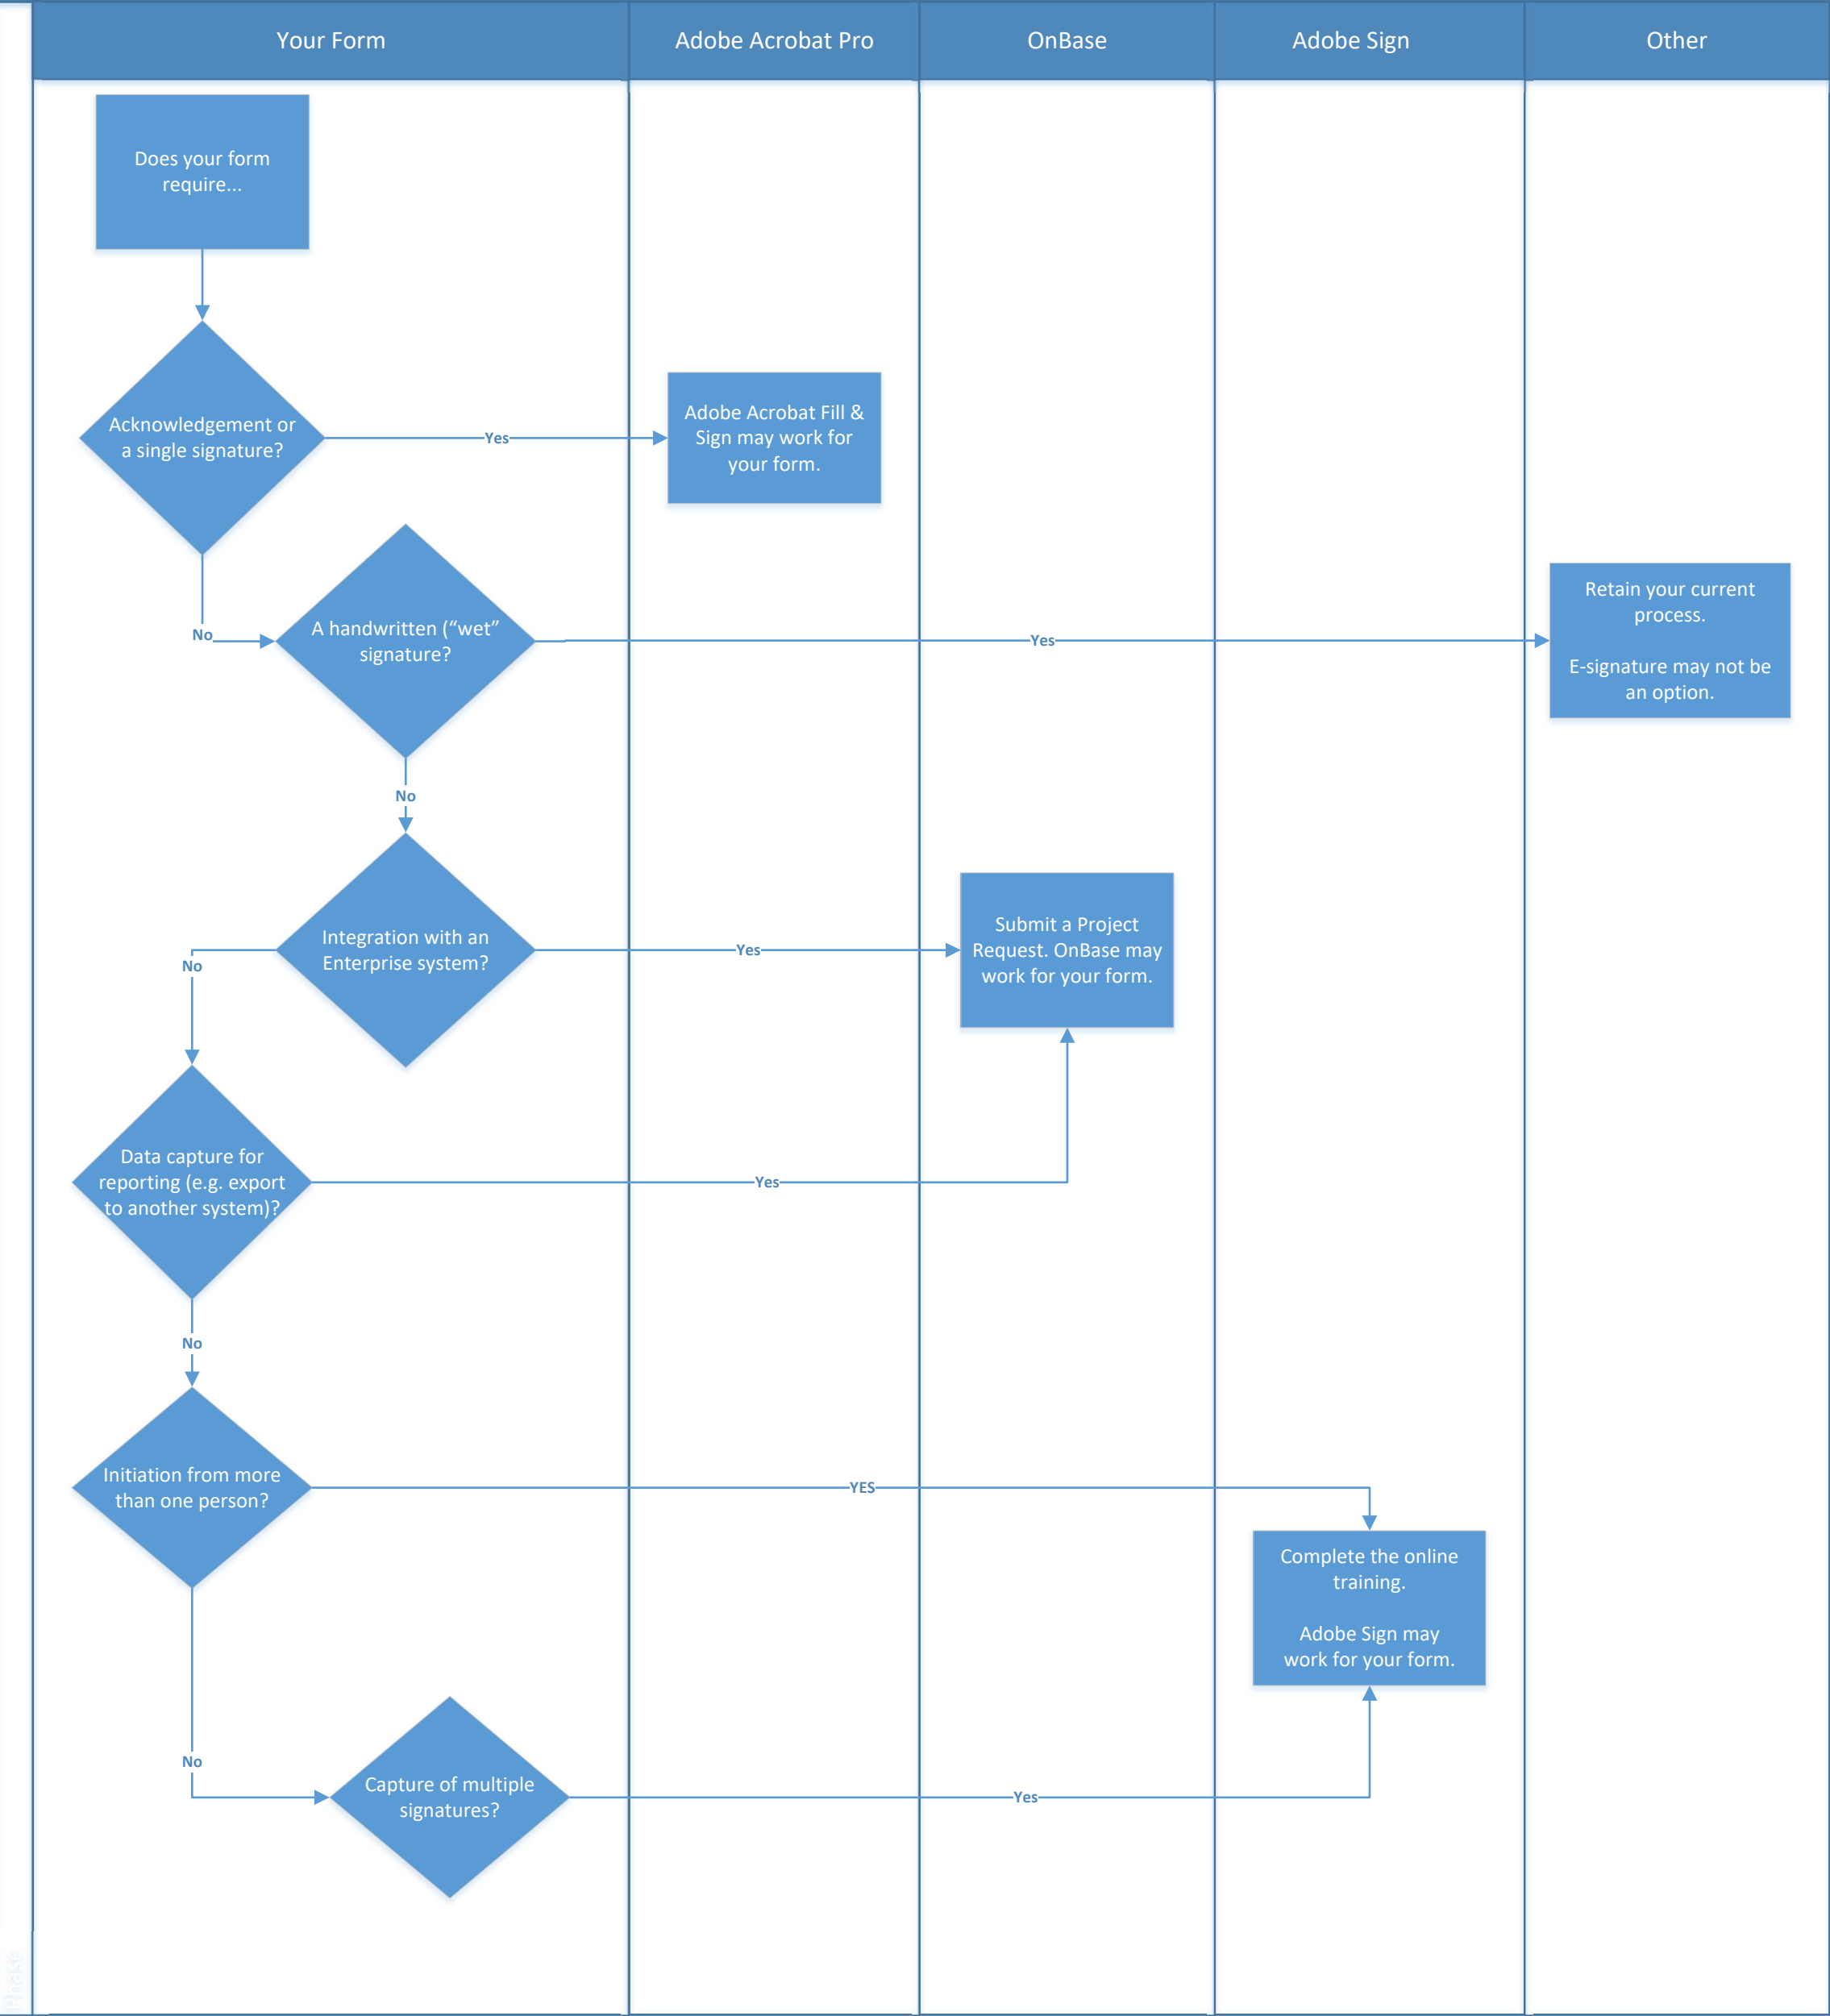 Your Form
Adobe Acrobat Pro
OnBase
Adobe Sign
Other
Does your form
require...
Acknowledgement or
a single signature?
Yes
Adobe Acrobat Fill &
Sign may work for
your form.
No
A handwritten (“wet”
signature?
Yes
Retain your current
process.
E-signature may not be
an option.
No
Integration with an
Enterprise system?
Yes
Submit a Project
Request. OnBase may
work for your form.
No
Data capture for
reporting (e.g. export
to another system)?
Yes
No
Initiation from more
than one person?
YES
Complete the online
training.
Adobe Sign may
work for your form.
No
Capture of multiple
signatures?
Yes
Phase